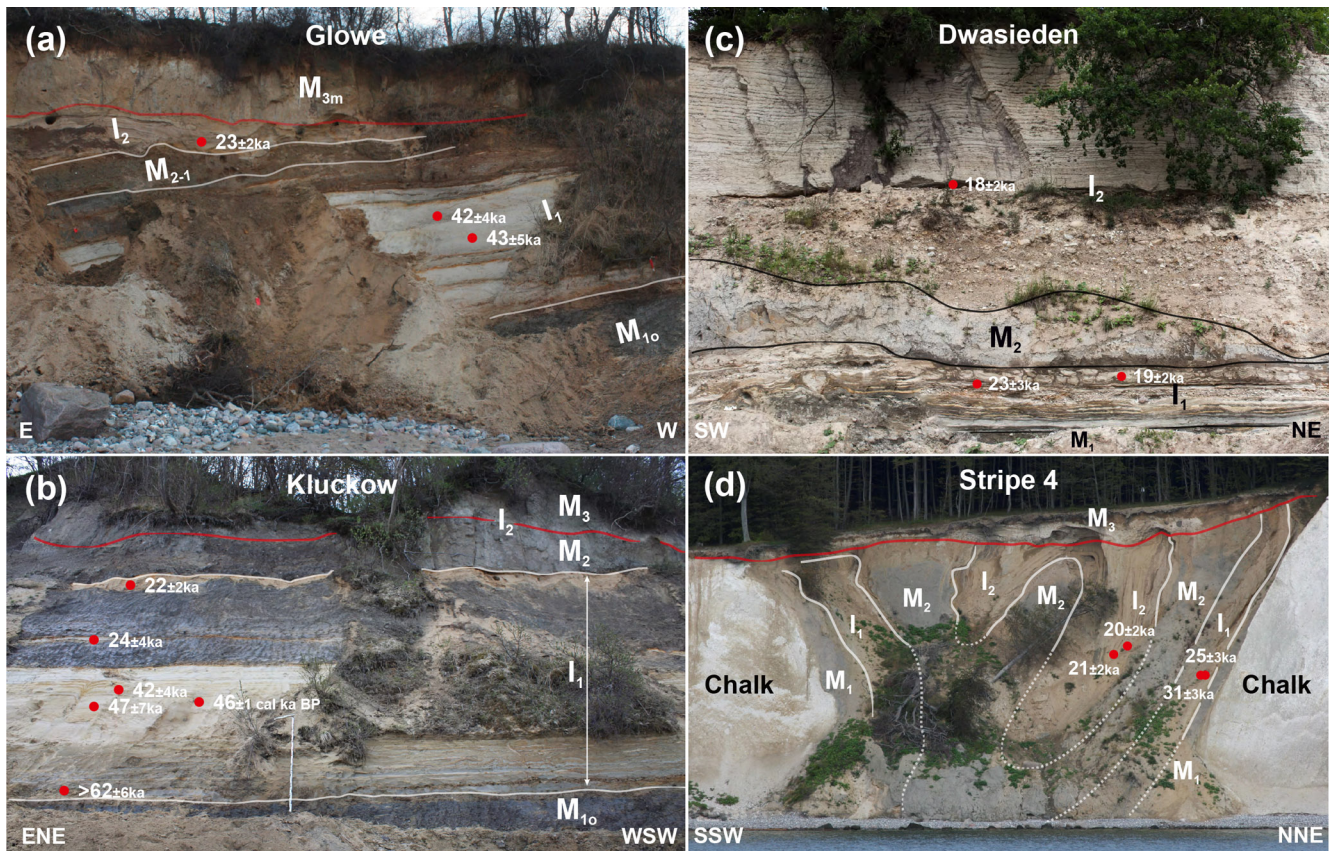 (a) Glowe
M3m
I2
23±2ka
M2-1
I1
42±4ka
43±5ka
M1o
E W
(b) Kluckow
M3
I2
M2
22±2ka
24±4ka
I1
42±4ka
47±7ka
46±1 cal ka BP
>62±6ka
M1o
ENE WSW
(c) Dwasieden
18±2ka
I2
M2
23±3ka
19±2ka
I1
M1
SW NE
(d) Stripe 4
M3
I2
M2
M2
I2
M2
I1
I1
20±2ka
21±2ka
25±3ka
31±3ka
Chalk
M1
Chalk
M1
SSW NNE